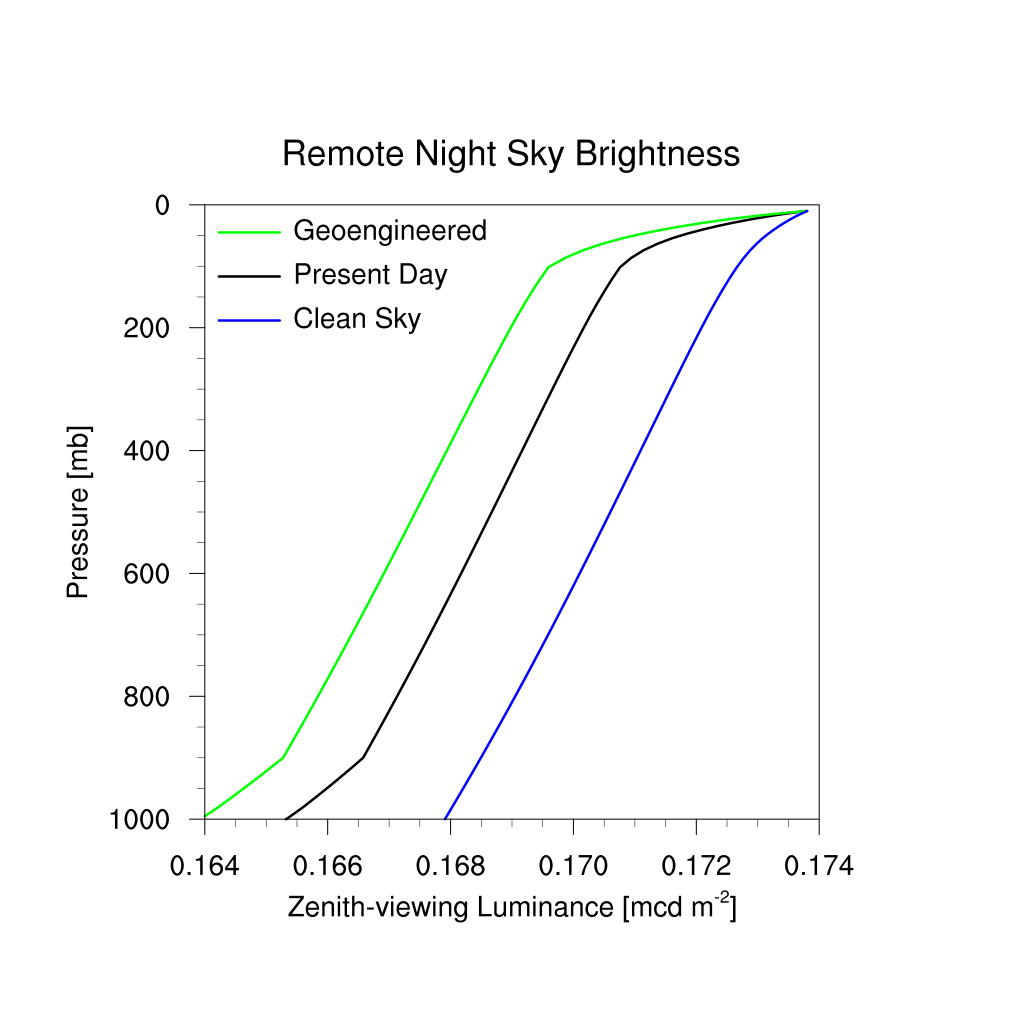 Remote Night Sky Brightness
0
200
400
600
800
1000
Pressure [mb]
Geoengineered
Present Day
Clean Sky
0.164 0.166 0.168 0.170 0.172 0.174
Zenith-viewing Luminance [mcd m-2]